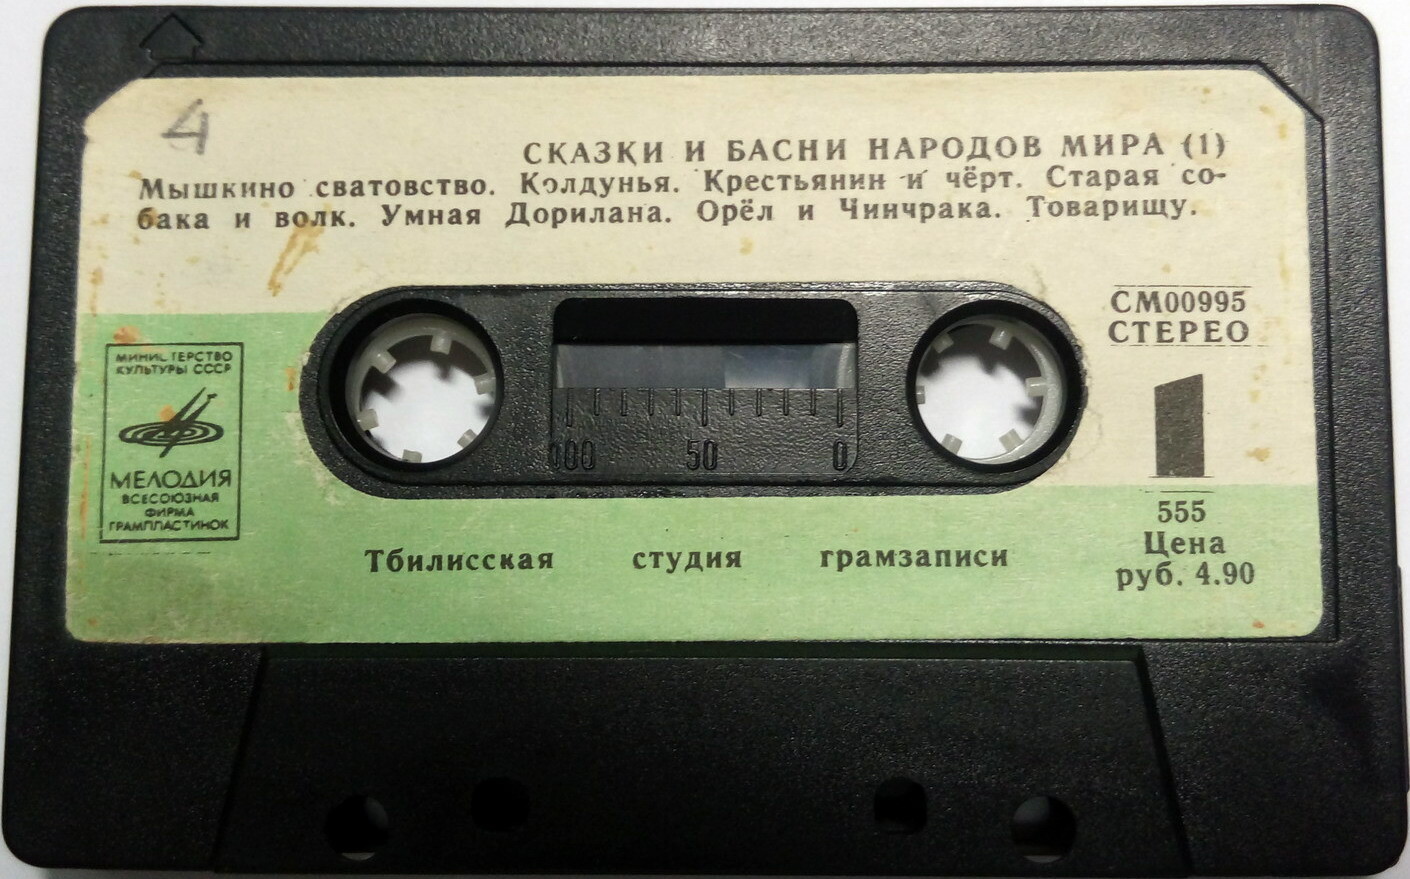 4
СКАЗКИ И БАСНИ НАРОДОВ МИРА (1)
Мышкино сватовство. Колдунья. Крестьянин и чёрт. Старая со-
бака и волк. Умная Дорилана. Орёл и Чинчрака. Товарищу.
СМ00995
СТЕРЕО
МИНИСТЕРСТВО
КУЛЬТУРЫ СССР
МЕЛОДИЯ
ВСЕСОЮЗНАЯ
ФИРМА
ГРАМПЛАСТИНОК
100 50 0
1
555
Цена
руб. 4.90
Тбилисская студия грамзаписи